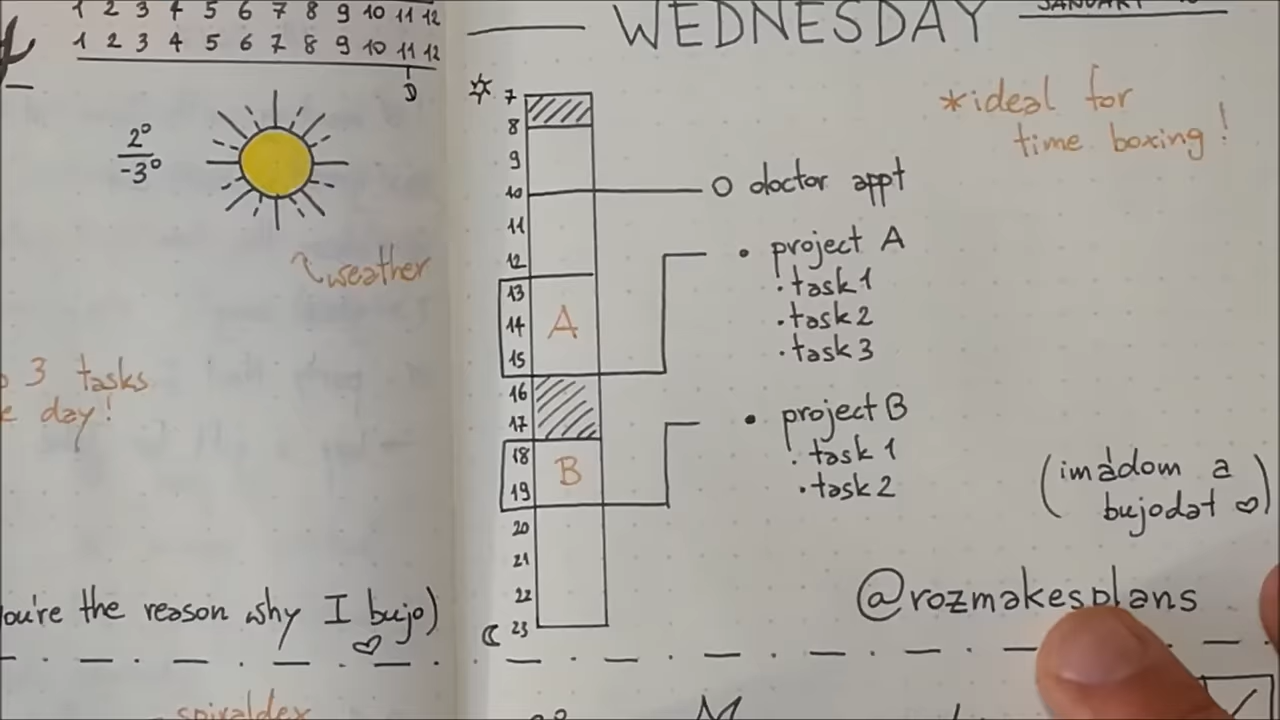 1 2 3 4 5 6 7 8 9 10 11 12
1 2 3 4 5 6 7 8 9 10 11 12
D
2°
-3°
weather
3 tasks
day!
you're the reason why I bujo)
spiraldex
WEDNESDAY
JANUARY
*ideal for
time boxing!
7
8
9
10
11
12
13
14
15
16
17
18
19
20
21
22
23
A
B
O doctor appt
• project A
· task 1
· task 2
· task 3
• project B
· task 1
· task 2
(imádom a
bujodat ♡)
@rozmakesplans
M